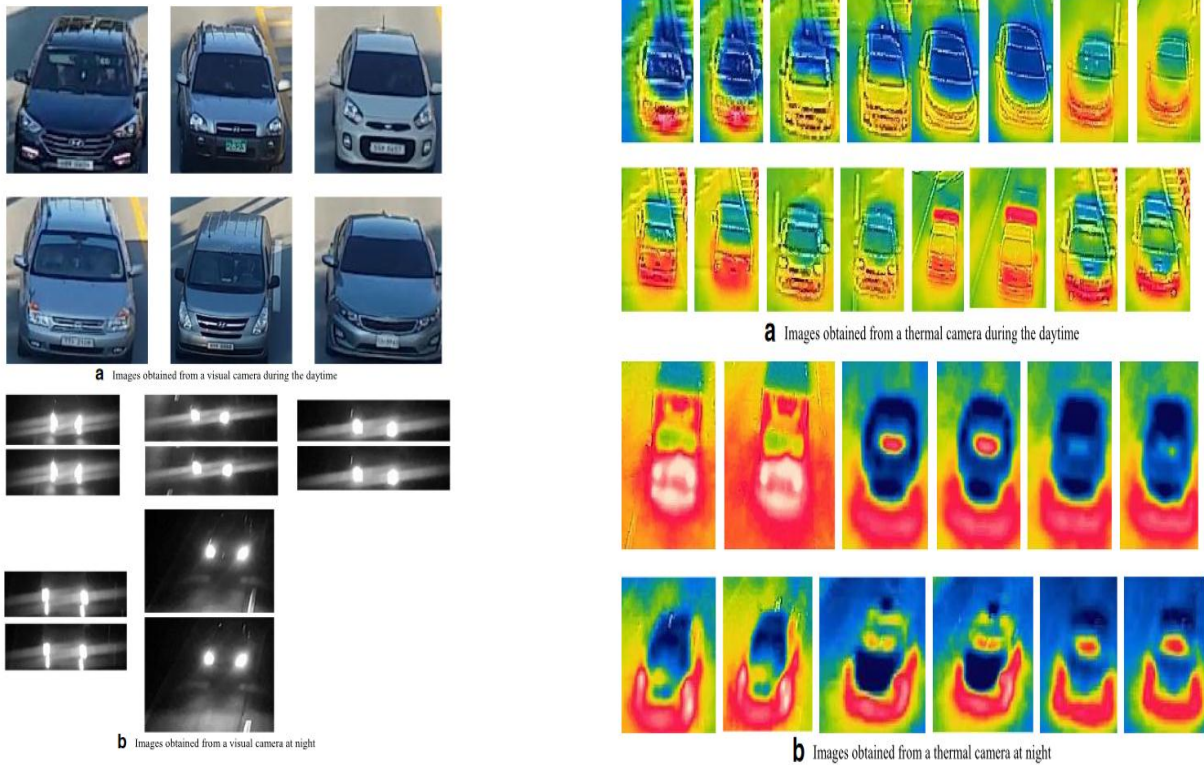 a Images obtained from a visual camera during the daytime
b Images obtained from a visual camera at night
a Images obtained from a thermal camera during the daytime
b Images obtained from a thermal camera at night